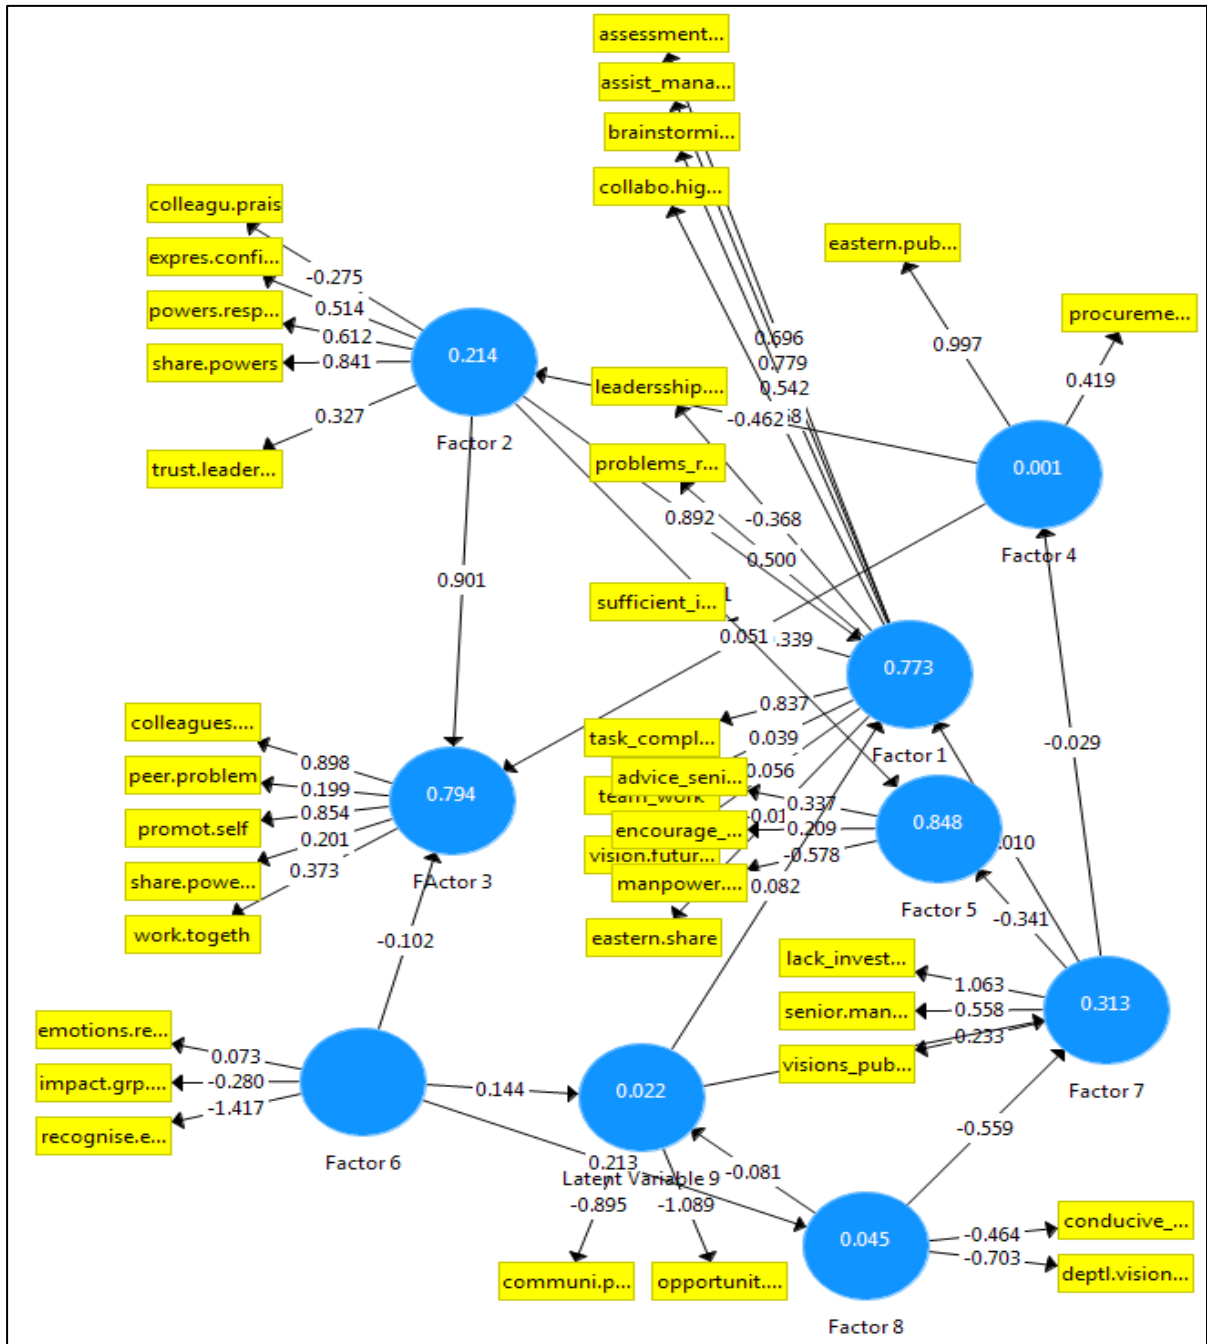 assessment...
assist_mana...
brainstormi...
collabo.hig...
colleagu.prais
expres.confi...
powers.resp...
share.powers
trust.leader...
-0.275
0.514
0.612
0.841
0.327
0.214
Factor 2
eastern.pub...
procureme...
0.997
0.419
0.001
Factor 4
0.696
0.779
0.542
leadersship....
-0.462
problems_r...
0.892
-0.368
0.500
0.901
sufficient_i...
0.051
0.773
Factor 1
-0.029
colleagues....
peer.problem
promot.self
share.powe...
work.togeth
0.898
0.199
0.854
0.201
0.373
0.794
FActor 3
0.837
0.039
0.056
task_compl...
advice_seni...
team_work
encourage_...
vision.futur...
manpower....
eastern.share
0.337
0.209
-0.578
0.082
0.848
Factor 5
-0.341
-0.102
lack_invest...
senior.man...
visions_pub...
1.063
0.558
0.233
0.313
Factor 7
emotions.re...
impact.grp....
recognise.e...
0.073
-0.280
-1.417
Factor 6
0.144
0.022
Latent Variable 9
0.213
-0.081
-0.559
-0.895
-1.089
communi.p...
opportunit....
0.045
Factor 8
-0.464
-0.703
conducive_...
deptl.vision...